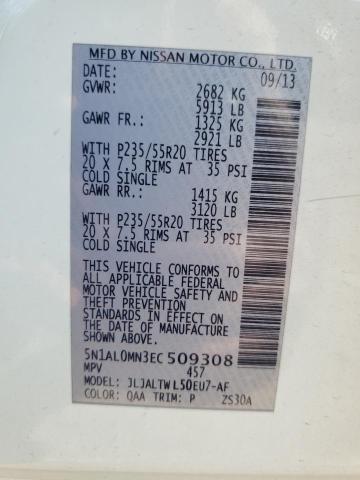 MFD BY NISSAN MOTOR CO., LTD.
DATE: 09/13
GVWR: 2682 KG
5913 LB
GAWR FR.: 1325 KG
2921 LB
WITH P235/55R20 TIRES
20 X 7.5 RIMS AT 35 PSI
COLD SINGLE
GAWR RR.: 1415 KG
3120 LB
WITH P235/55R20 TIRES
20 X 7.5 RIMS AT 35 PSI
COLD SINGLE
THIS VEHICLE CONFORMS TO
ALL APPLICABLE FEDERAL
MOTOR VEHICLE SAFETY AND
THEFT PREVENTION
STANDARDS IN EFFECT ON
THE DATE OF MANUFACTURE
SHOWN ABOVE.
5N1AL0MN3EC 509308
MPV 457
MODEL: JLJALTW L50EU7-AF
COLOR: QAA TRIM: P ZS30A